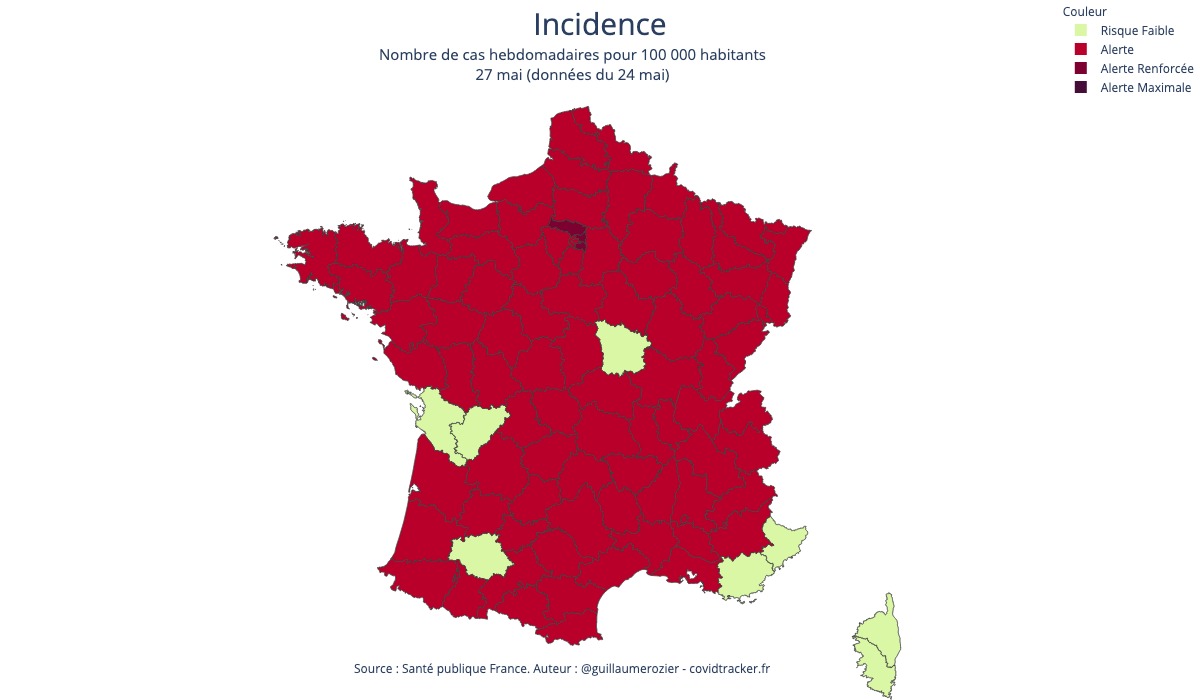 Incidence
Nombre de cas hebdomadaires pour 100 000 habitants
27 mai (données du 24 mai)
Couleur
Risque Faible
Alerte
Alerte Renforcée
Alerte Maximale
Source : Santé publique France. Auteur : @guillaumerozier - covidtracker.fr